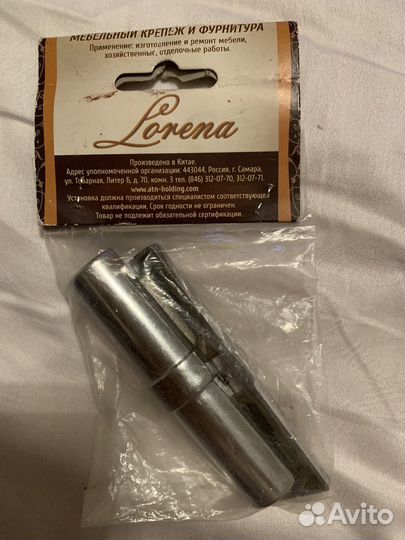 МЕБЕЛЬНЫЙ КРЕПЕЖ И ФУРНИТУРА
Применение: изготовление и ремонт мебели,
хозяйственные, отделочные работы.
Lorena
Произведено в Китае.
Адрес уполномоченной организации: 443044, Россия, г. Самара,
ул. Товарная, Литер Б, д. 70, комн. 3 тел. (846) 312-07-70, 312-07-71.
www.atn-holding.com
Установка должна производиться специалистом соответствующей
квалификации. Срок годности не ограничен.
Товар не подлежит обязательной сертификации.
Avito